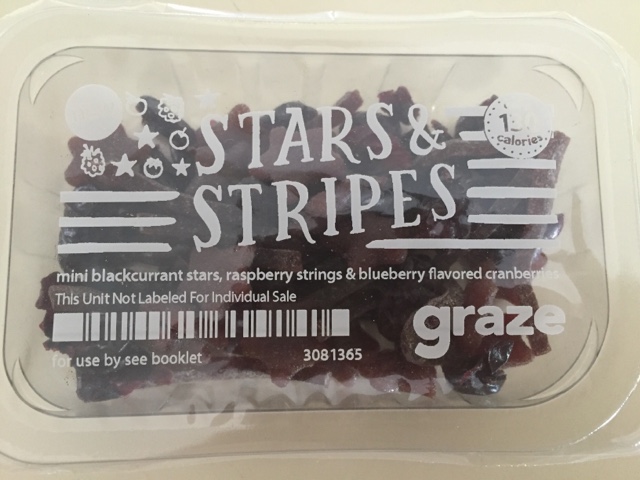 STARS &
STRIPES
calories
mini blackcurrant stars, raspberry strings & blueberry flavored cranberries
This Unit Not Labeled For Individual Sale
graze
for use by see booklet
3081365